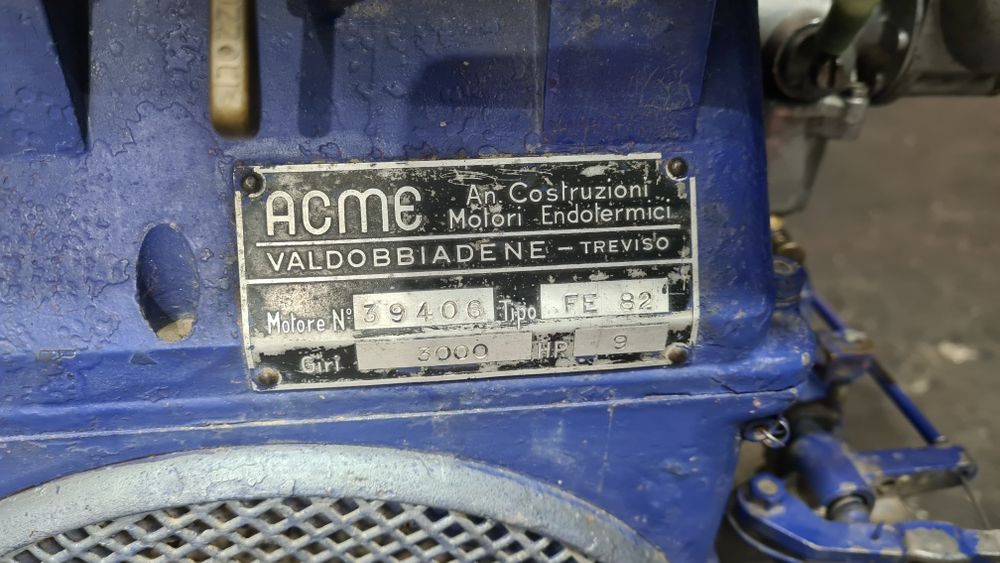 ACME An. Costruzioni
Motori Endotermici
VALDOBBIADENE - TREVISO
Motore N° 39406 Tipo FE 82
Giri 3000 HP 9